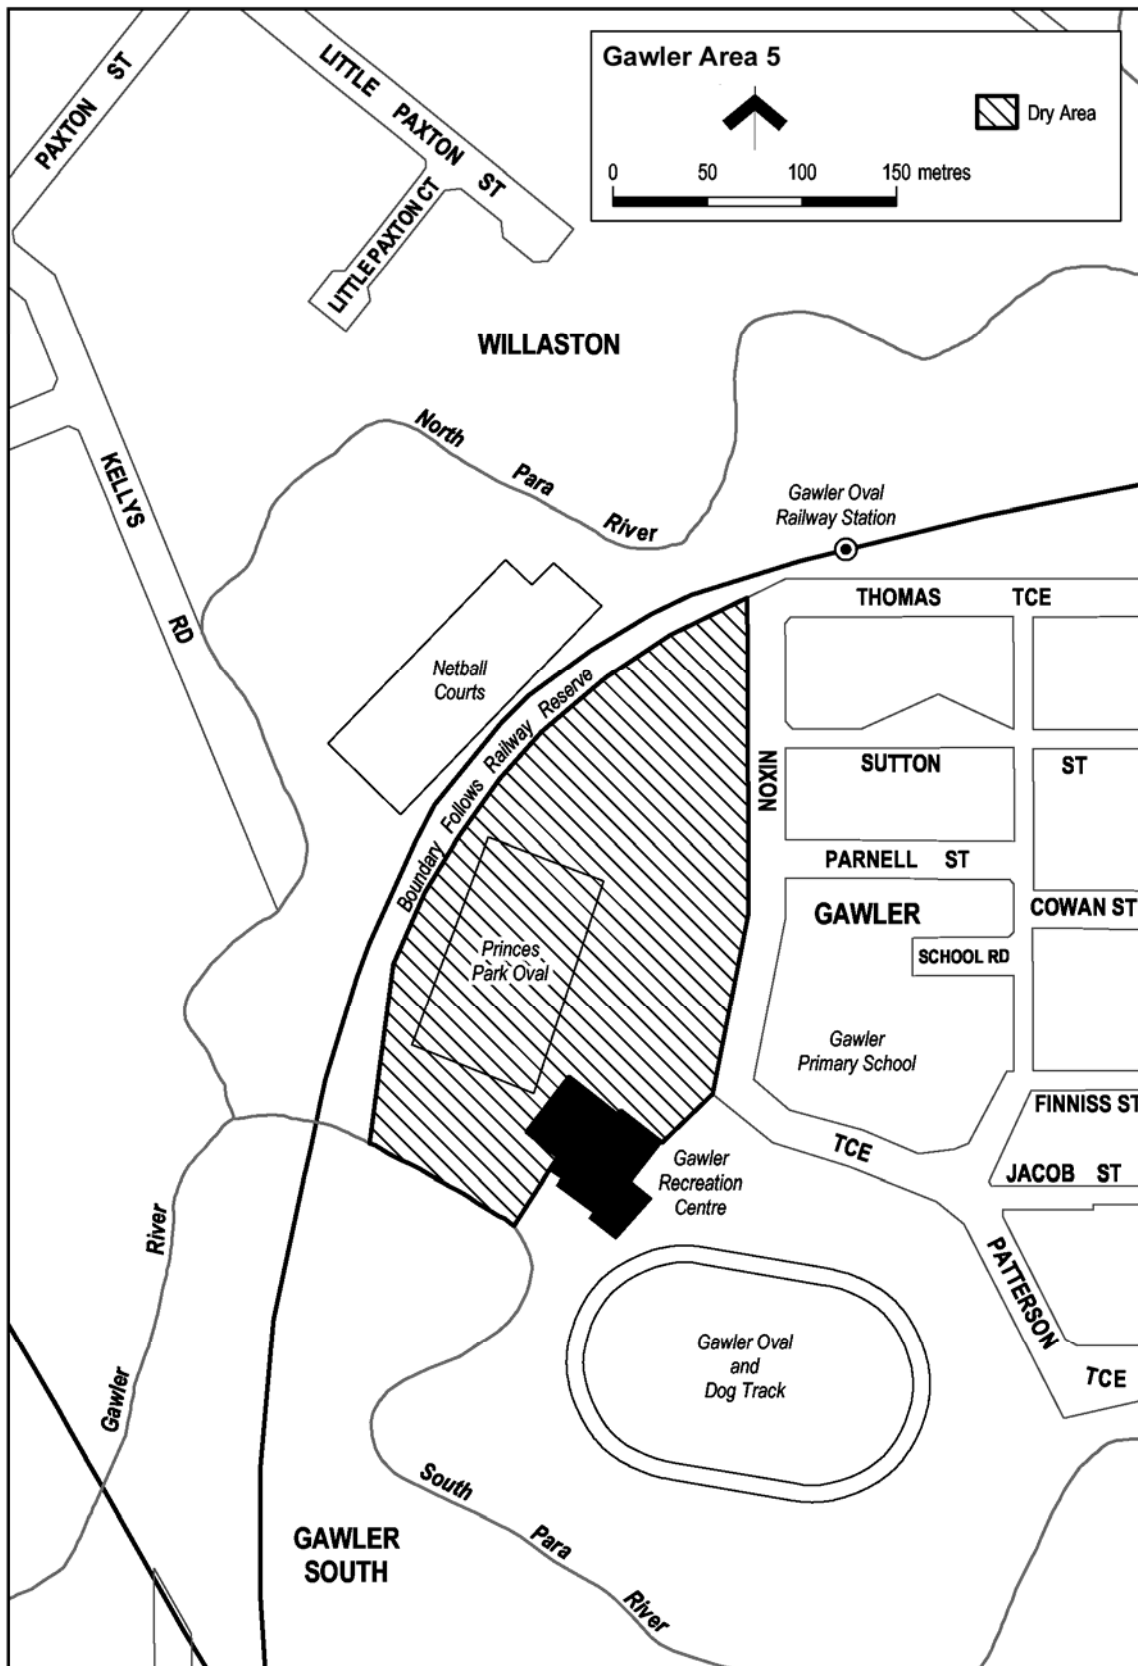 Gawler Area 5
Dry Area
0 50 100 150 metres
PAXTON ST
LITTLE PAXTON ST
LITTLE PAXTON CT
WILLASTON
North Para River
KELLYS RD
Gawler Oval
Railway Station
THOMAS TCE
Netball
Courts
Boundary Follows Railway Reserve
NIXON
SUTTON ST
PARNELL ST
GAWLER
COWAN ST
SCHOOL RD
Princes
Park Oval
Gawler
Primary School
FINNISS ST
TCE
JACOB ST
Gawler
Recreation
Centre
PATTERSON
TCE
Gawler River
Gawler Oval
and
Dog Track
South Para River
GAWLER
SOUTH